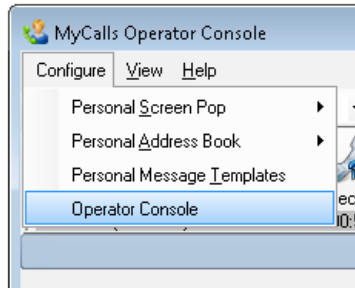 MyCalls Operator Console
Configure View Help
Personal Screen Pop
Personal Address Book
Personal Message Templates
Operator Console